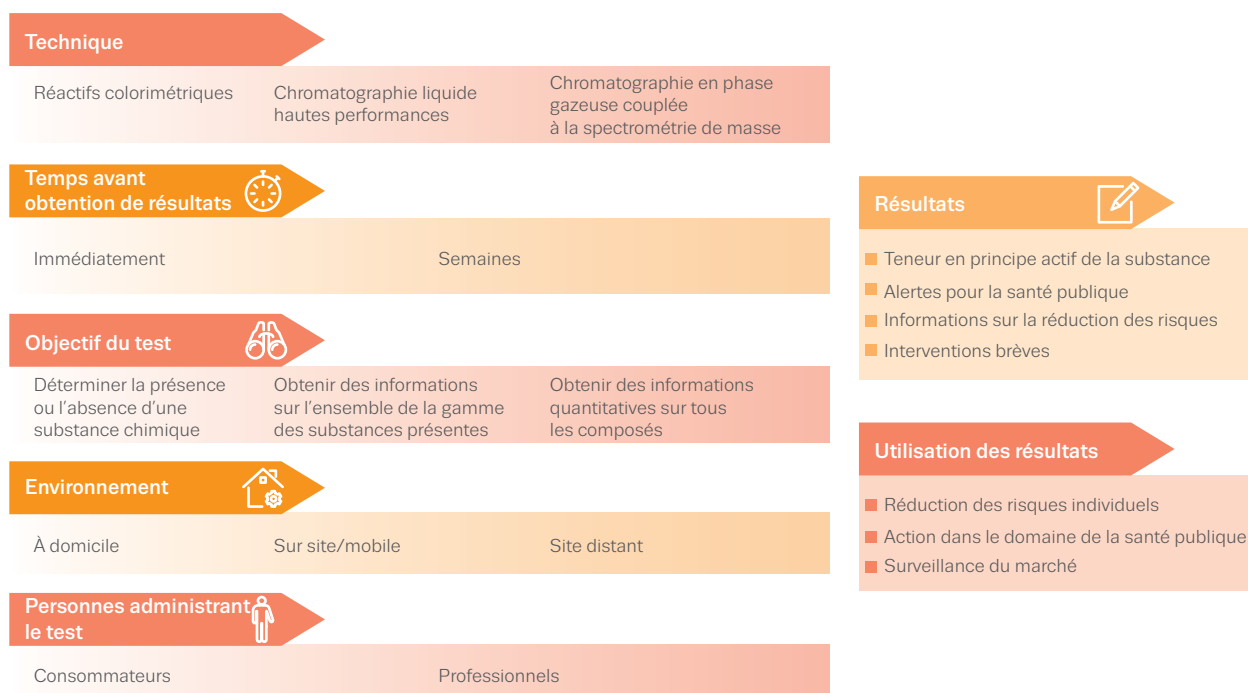 Technique
Réactifs colorimétriques
Chromatographie liquide
hautes performances
Chromatographie en phase
gazeuse couplée
à la spectrométrie de masse
Temps avant
obtention de résultats
Immédiatement
Semaines
Objectif du test
Déterminer la présence
ou l’absence d’une
substance chimique
Obtenir des informations
sur l’ensemble de la gamme
des substances présentes
Obtenir des informations
quantitatives sur tous
les composés
Environnement
À domicile
Sur site/mobile
Site distant
Personnes administrant
le test
Consommateurs
Professionnels
Résultats
Teneur en principe actif de la substance
Alertes pour la santé publique
Informations sur la réduction des risques
Interventions brèves
Utilisation des résultats
Réduction des risques individuels
Action dans le domaine de la santé publique
Surveillance du marché